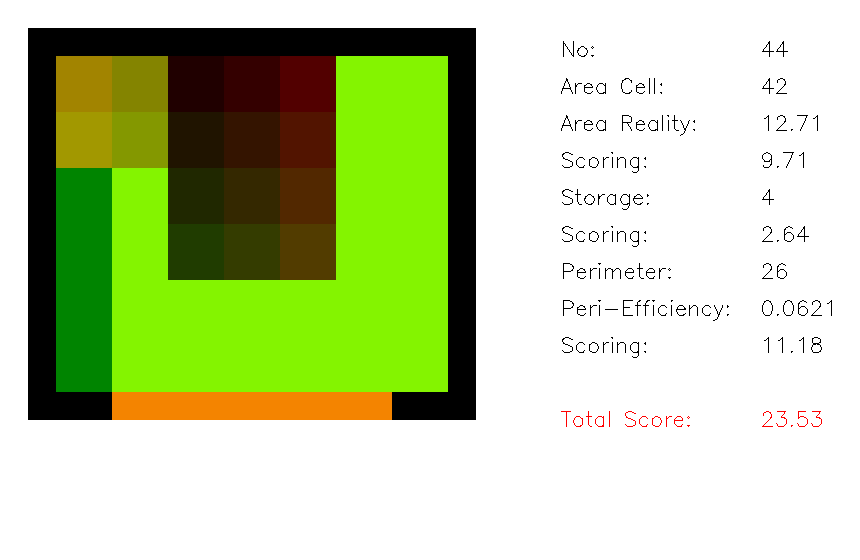 No: 44
Area Cell: 42
Area Reality: 12.71
Scoring: 9.71
Storage: 4
Scoring: 2.64
Perimeter: 26
Peri-Efficiency: 0.0621
Scoring: 11.18
Total Score: 23.53